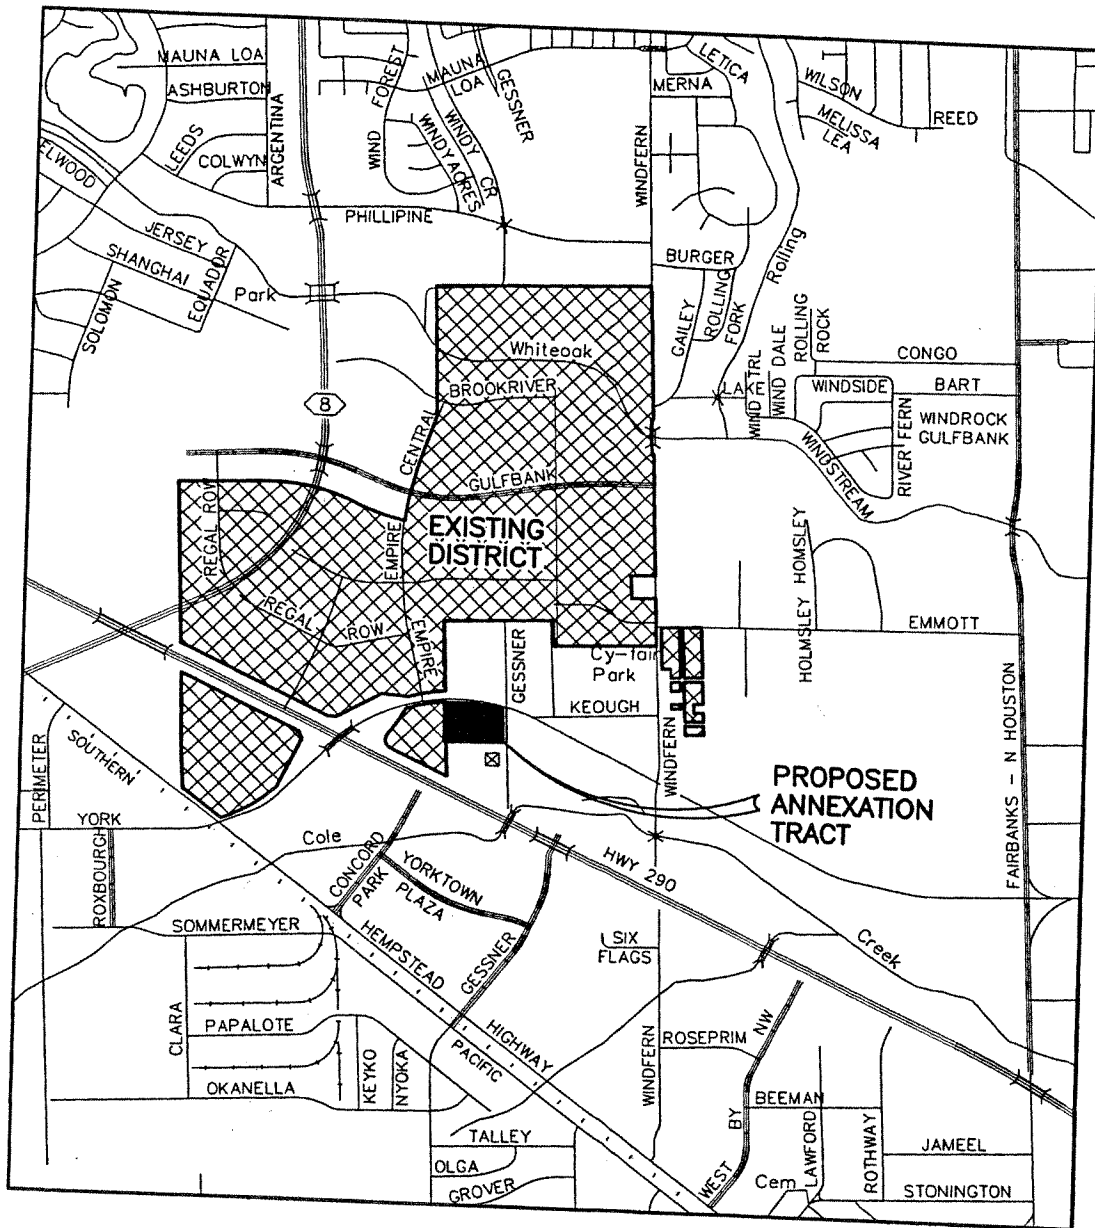 MAUNA LOA
ASHBURTON
LEEDS
COLWYN
ARGENTINA
ELWOOD
JERSEY
SHANGHAI
EQUADOR
SOLOMON
Park
PHILLIPINE
WIND
FOREST
MAUNA
LOA
WINDY ACRES
WINDY
CR
GESSNER
WINDFERN
LETICA
MERNA
WILSON
MELISSA
LEA
REED
BURGER
Rolling
GAILEY
ROLLING
FORK
Whiteoak
BROOKRIVER
8
CENTRAL
GULFBANK
LAKE
WIND TRL
WIND DALE
ROLLING
ROCK
CONGO
WINDSIDE
BART
WINDROCK
GULFBANK
RIVER FERN
WINDSTREAM
REGAL ROW
EMPIRE
EXISTING
DISTRICT
REGAL
ROW
EMPIRE
HOLMSLEY
HOMSLEY
EMMOTT
GESSNER
Cy-fair
Park
KEOUGH
WINDFERN
PERIMETER
SOUTHERN
YORK
ROXBOURGH
PROPOSED
ANNEXATION
TRACT
FAIRBANKS - N HOUSTON
Cole
CONCORD
PARK
YORKTOWN
PLAZA
HWY 290
SOMMERMEYER
HEMPSTEAD
HIGHWAY
GESSNER
PACIFIC
SIX
FLAGS
Creek
CLARA
PAPALOTE
OKANELLA
KEYKO
NYOKA
WINDFERN
ROSEPRIM
NW
BY
WEST
BEEMAN
LAWFORD
ROTHWAY
JAMEEL
STONINGTON
TALLEY
OLGA
GROVER
Cem